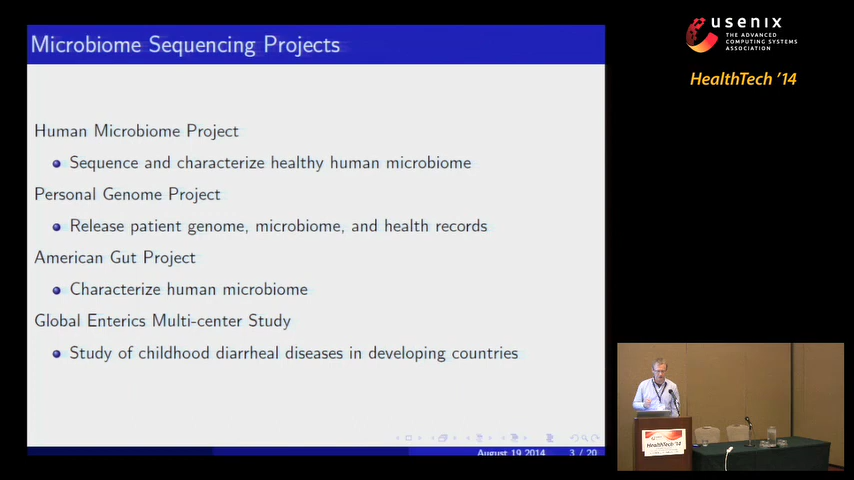 Microbiome Sequencing Projects
usenix
THE ADVANCED
COMPUTING SYSTEMS
ASSOCIATION
HealthTech '14
Human Microbiome Project
Sequence and characterize healthy human microbiome
Personal Genome Project
Release patient genome, microbiome, and health records
American Gut Project
Characterize human microbiome
Global Enterics Multi-center Study
Study of childhood diarrheal diseases in developing countries
August 19 2014
3 / 20
HealthTech '14